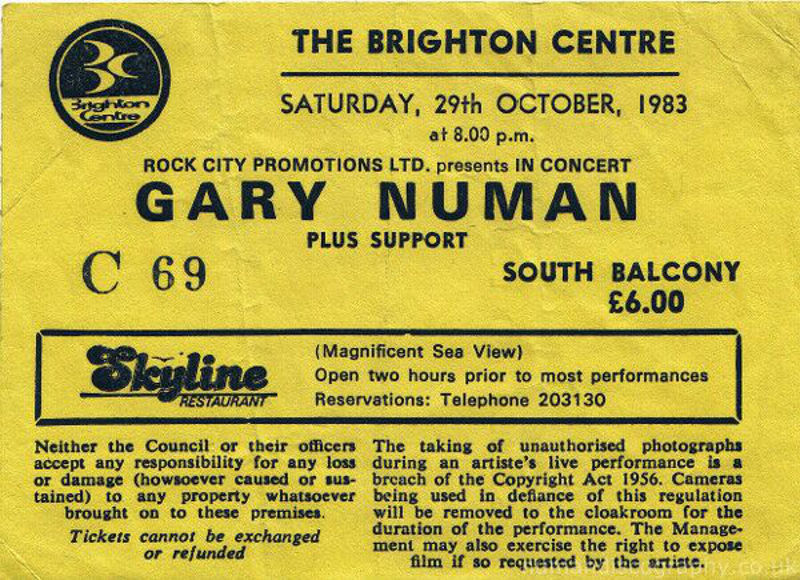 Brighton
Centre
THE BRIGHTON CENTRE
SATURDAY, 29th OCTOBER, 1983
at 8.00 p.m.
ROCK CITY PROMOTIONS LTD. presents IN CONCERT
GARY NUMAN
PLUS SUPPORT
C 69
SOUTH BALCONY
£6.00
Skyline
RESTAURANT
(Magnificent Sea View)
Open two hours prior to most performances
Reservations: Telephone 203130
Neither the Council or their officers
accept any responsibility for any loss
or damage (howsoever caused or sus-
tained) to any property whatsoever
brought on to these premises.
Tickets cannot be exchanged
or refunded
The taking of unauthorised photographs
during an artiste's live performance is a
breach of the Copyright Act 1956. Cameras
being used in defiance of this regulation
will be removed to the cloakroom for the
duration of the performance. The Manage-
ment may also exercise the right to expose
film if so requested by the artiste.